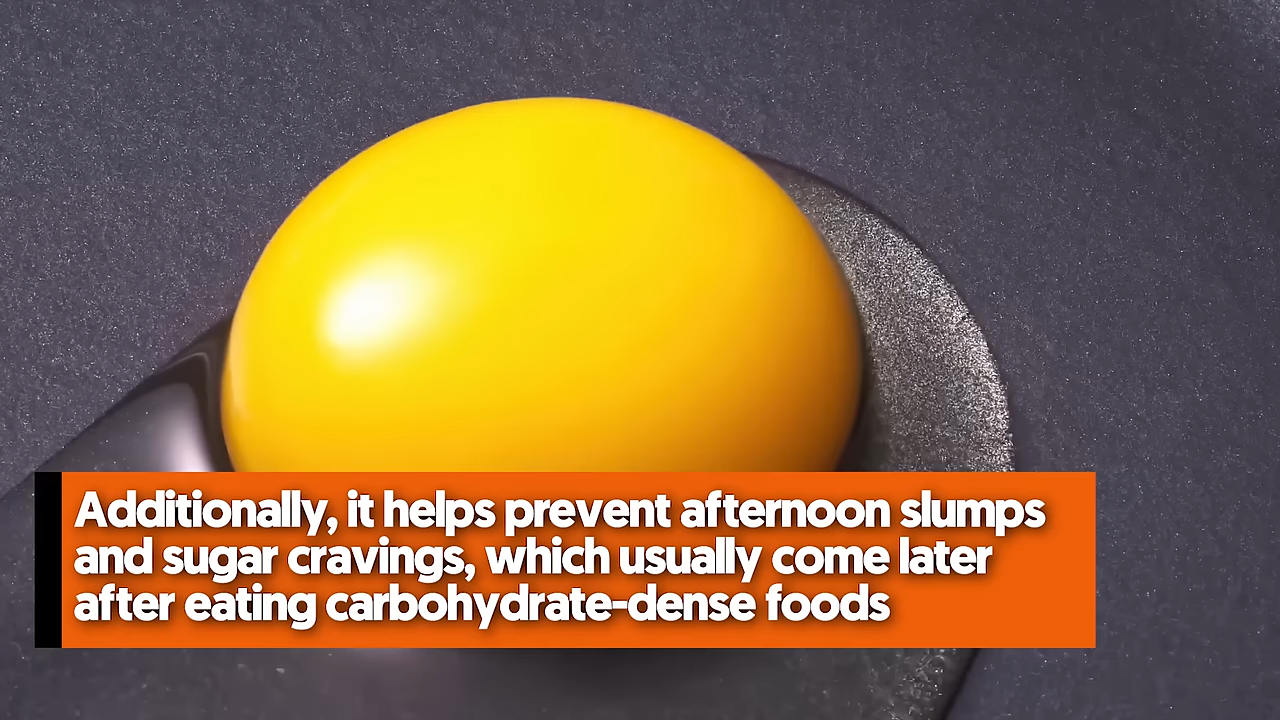 Additionally, it helps prevent afternoon slumps
and sugar cravings, which usually come later
after eating carbohydrate-dense foods